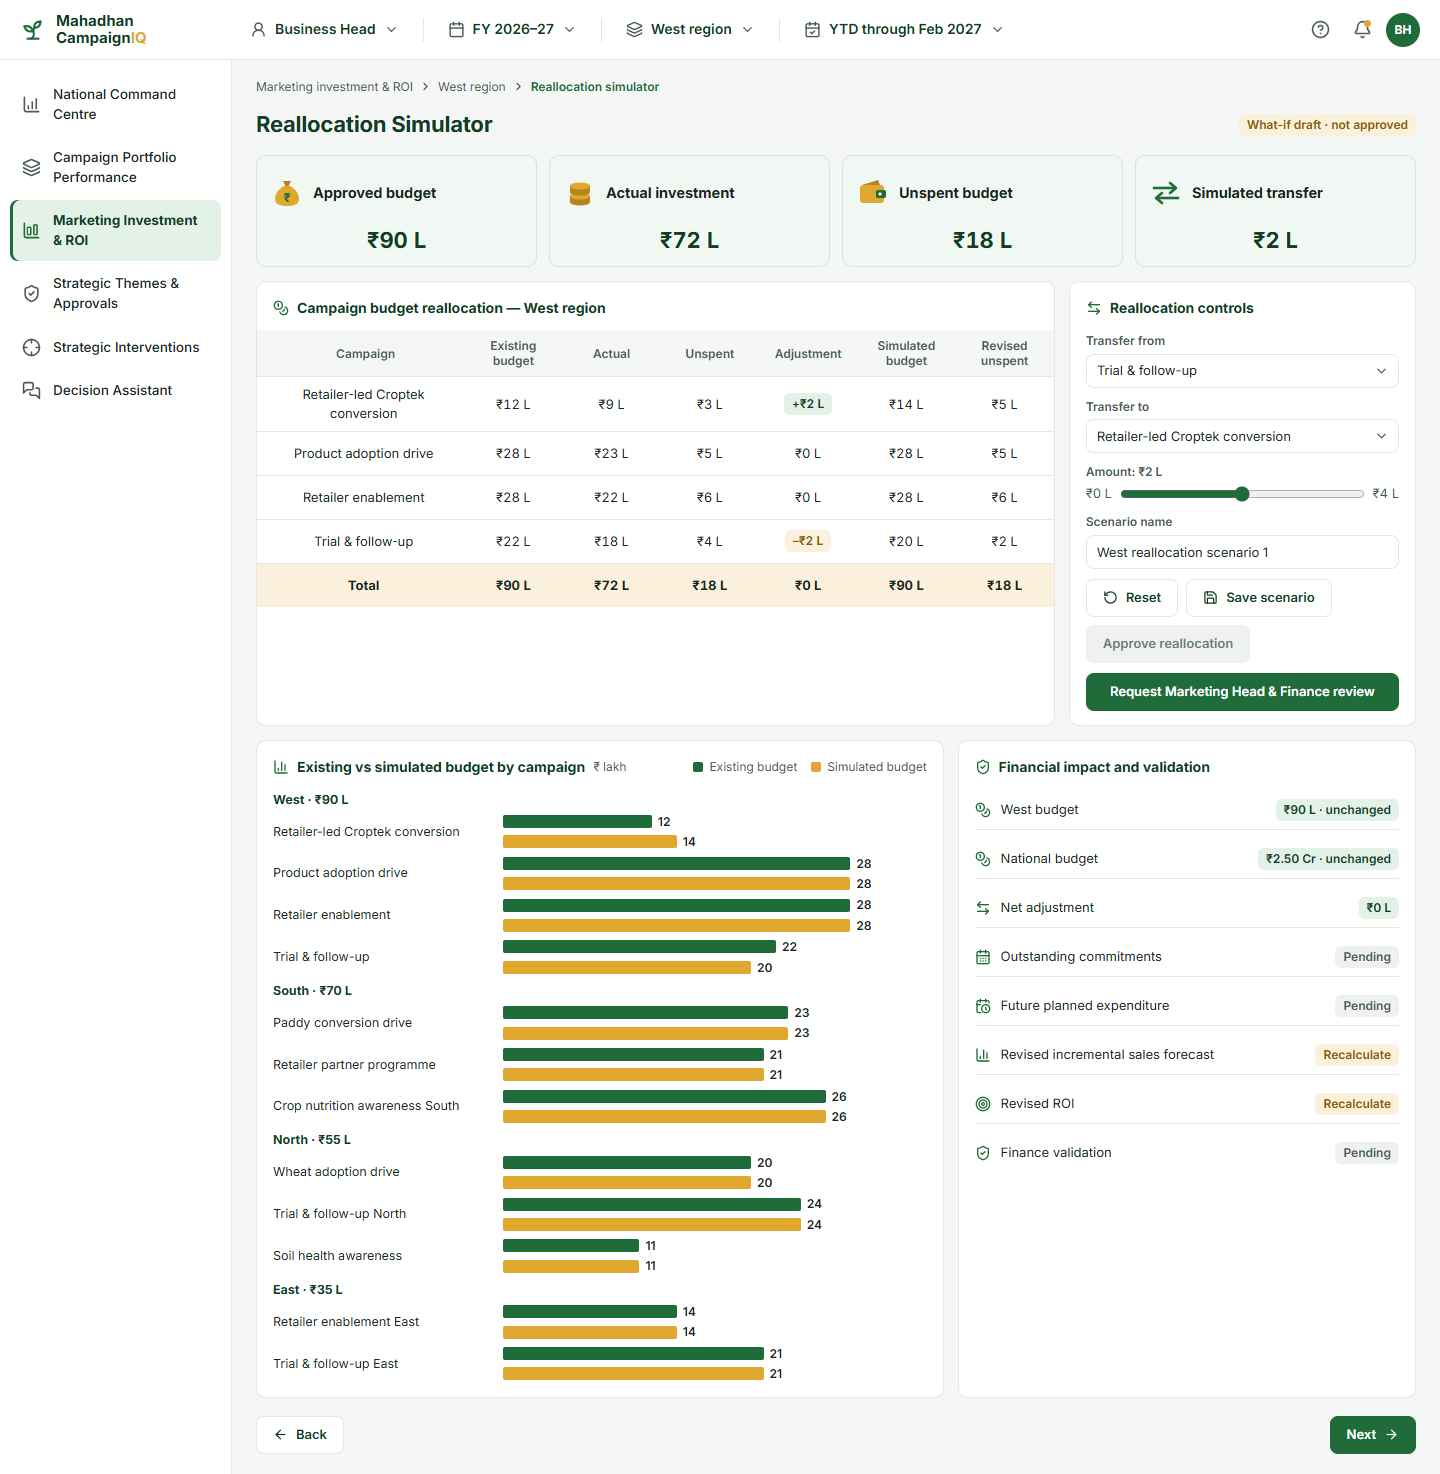 Mahadhan
CampaignIQ
Business Head
FY 2026–27
West region
YTD through Feb 2027
BH
National Command
Centre
Campaign Portfolio
Performance
Marketing Investment
& ROI
Strategic Themes &
Approvals
Strategic Interventions
Decision Assistant
Marketing investment & ROI > West region > Reallocation simulator
Reallocation Simulator
What-if draft · not approved
Approved budget
₹90 L
Actual investment
₹72 L
Unspent budget
₹18 L
Simulated transfer
₹2 L
Campaign budget reallocation — West region
Campaign Existing budget Actual Unspent Adjustment Simulated budget Revised unspent
Retailer-led Croptek conversion ₹12 L ₹9 L ₹3 L +₹2 L ₹14 L ₹5 L
Product adoption drive ₹28 L ₹23 L ₹5 L ₹0 L ₹28 L ₹5 L
Retailer enablement ₹28 L ₹22 L ₹6 L ₹0 L ₹28 L ₹6 L
Trial & follow-up ₹22 L ₹18 L ₹4 L –₹2 L ₹20 L ₹2 L
Total ₹90 L ₹72 L ₹18 L ₹0 L ₹90 L ₹18 L
Reallocation controls
Transfer from
Trial & follow-up
Transfer to
Retailer-led Croptek conversion
Amount: ₹2 L
₹0 L ₹4 L
Scenario name
West reallocation scenario 1
Reset
Save scenario
Approve reallocation
Request Marketing Head & Finance review
Existing vs simulated budget by campaign ₹ lakh
Existing budget
Simulated budget
West · ₹90 L
Retailer-led Croptek conversion 12
14
Product adoption drive 28
28
Retailer enablement 28
28
Trial & follow-up 22
20
South · ₹70 L
Paddy conversion drive 23
23
Retailer partner programme 21
21
Crop nutrition awareness South 26
26
North · ₹55 L
Wheat adoption drive 20
20
Trial & follow-up North 24
24
Soil health awareness 11
11
East · ₹35 L
Retailer enablement East 14
14
Trial & follow-up East 21
21
Financial impact and validation
West budget ₹90 L · unchanged
National budget ₹2.50 Cr · unchanged
Net adjustment ₹0 L
Outstanding commitments Pending
Future planned expenditure Pending
Revised incremental sales forecast Recalculate
Revised ROI Recalculate
Finance validation Pending
Back
Next